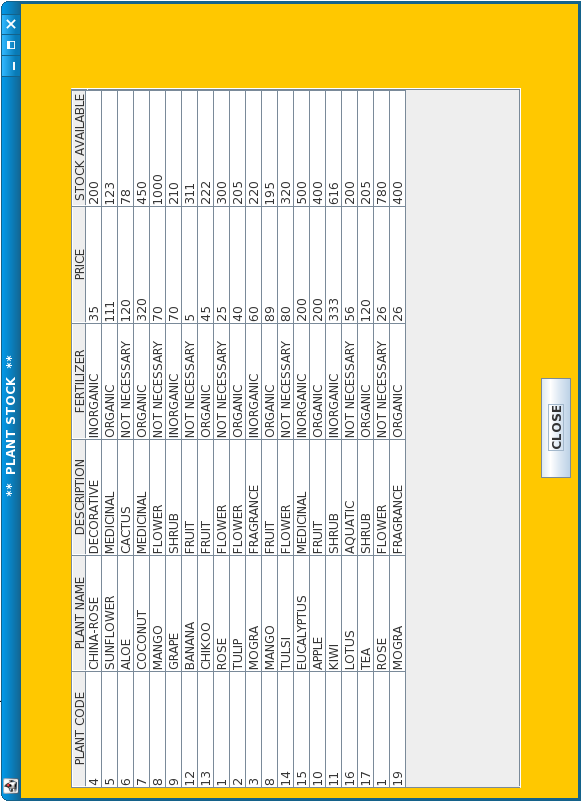 ** PLANT STOCK **
PLANT CODE PLANT NAME DESCRIPTION FERTILIZER PRICE STOCK AVAILABLE
4 CHINA-ROSE DECORATIVE INORGANIC 35 200
5 SUNFLOWER MEDICINAL ORGANIC 111 123
6 ALOE CACTUS NOT NECESSARY 120 78
7 COCONUT MEDICINAL ORGANIC 320 450
8 MANGO FLOWER NOT NECESSARY 70 1000
9 GRAPE SHRUB INORGANIC 70 210
12 BANANA FRUIT NOT NECESSARY 5 311
13 CHIKOO FRUIT ORGANIC 45 222
1 ROSE FLOWER NOT NECESSARY 25 300
2 TULIP FLOWER ORGANIC 40 205
3 MOGRA FRAGRANCE INORGANIC 60 220
8 MANGO FRUIT ORGANIC 89 195
14 TULSI FLOWER NOT NECESSARY 80 320
15 EUCALYPTUS MEDICINAL INORGANIC 200 500
10 APPLE FRUIT ORGANIC 200 400
11 KIWI SHRUB INORGANIC 333 616
16 LOTUS AQUATIC NOT NECESSARY 56 200
17 TEA SHRUB ORGANIC 120 205
1 ROSE FLOWER NOT NECESSARY 26 780
19 MOGRA FRAGRANCE ORGANIC 26 400
CLOSE